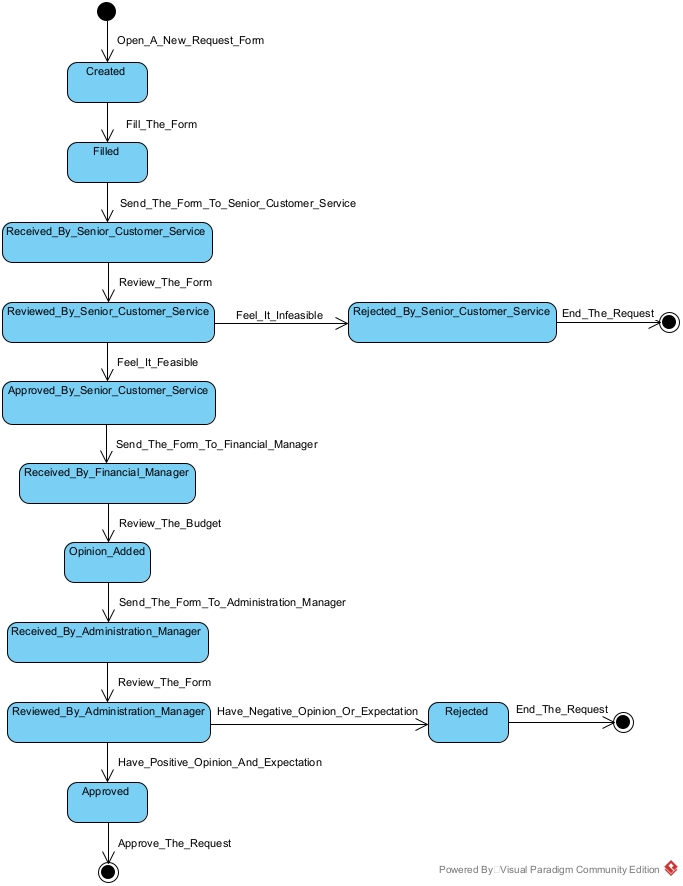 Open_A_New_Request_Form
Created
Fill_The_Form
Filled
Send_The_Form_To_Senior_Customer_Service
Received_By_Senior_Customer_Service
Review_The_Form
Reviewed_By_Senior_Customer_Service
Feel_It_Infeasible
Rejected_By_Senior_Customer_Service
End_The_Request
Feel_It_Feasible
Approved_By_Senior_Customer_Service
Send_The_Form_To_Financial_Manager
Received_By_Financial_Manager
Review_The_Budget
Opinion_Added
Send_The_Form_To_Administration_Manager
Received_By_Administration_Manager
Review_The_Form
Reviewed_By_Administration_Manager
Have_Negative_Opinion_Or_Expectation
Rejected
End_The_Request
Have_Positive_Opinion_And_Expectation
Approved
Approve_The_Request
Powered By Visual Paradigm Community Edition